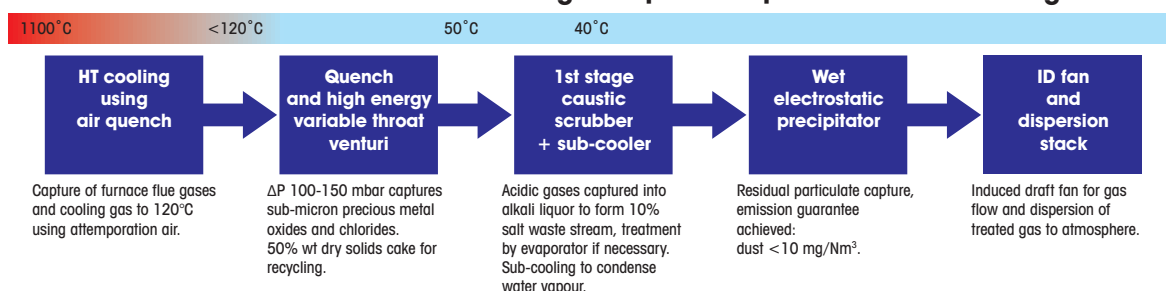 1100˚C <120˚C 50˚C 40˚C
HT cooling
using
air quench
Quench
and high energy
variable throat
venturi
1st stage
caustic
scrubber
+ sub-cooler
Wet
electrostatic
precipitator
ID fan
and
dispersion
stack
Capture of furnace flue gases
and cooling gas to 120°C
using attemporation air.
ΔP 100-150 mbar captures
sub-micron precious metal
oxides and chlorides.
50% wt dry solids cake for
recycling.
Acidic gases captured into
alkali liquor to form 10%
salt waste stream, treatment
by evaporator if necessary.
Sub-cooling to condense
water vapour.
Residual particulate capture,
emission guarantee
achieved:
dust <10 mg/Nm³.
Induced draft fan for gas
flow and dispersion of
treated gas to atmosphere.